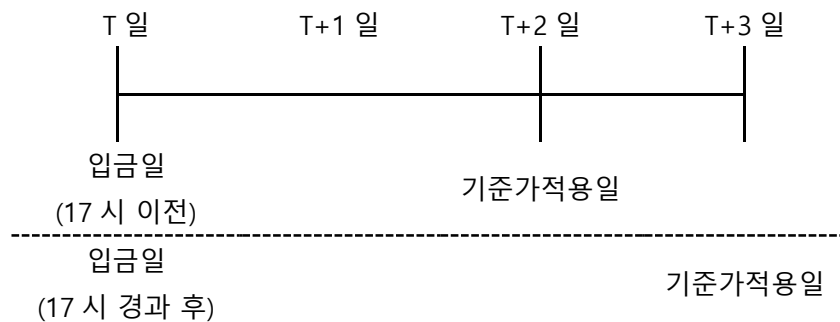 T 일 T+1 일 T+2 일 T+3 일
입금일
(17 시 이전)
기준가적용일
입금일
(17 시 경과 후)
기준가적용일